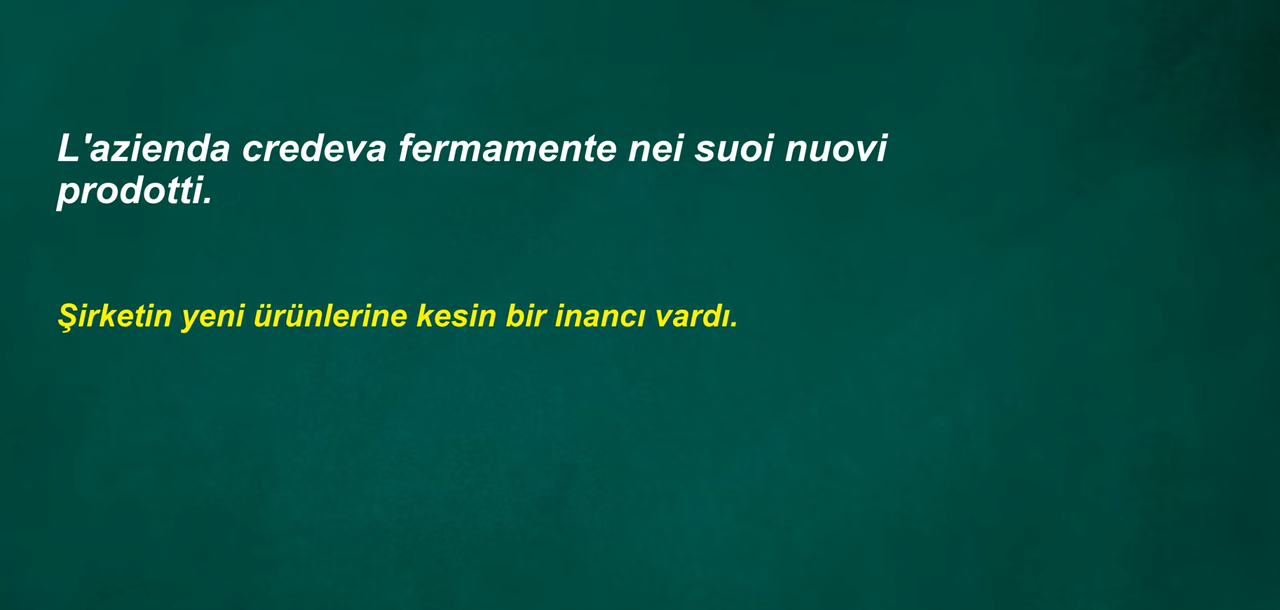 L'azienda credeva fermamente nei suoi nuovi
prodotti.
Şirketin yeni ürünlerine kesin bir inancı vardı.